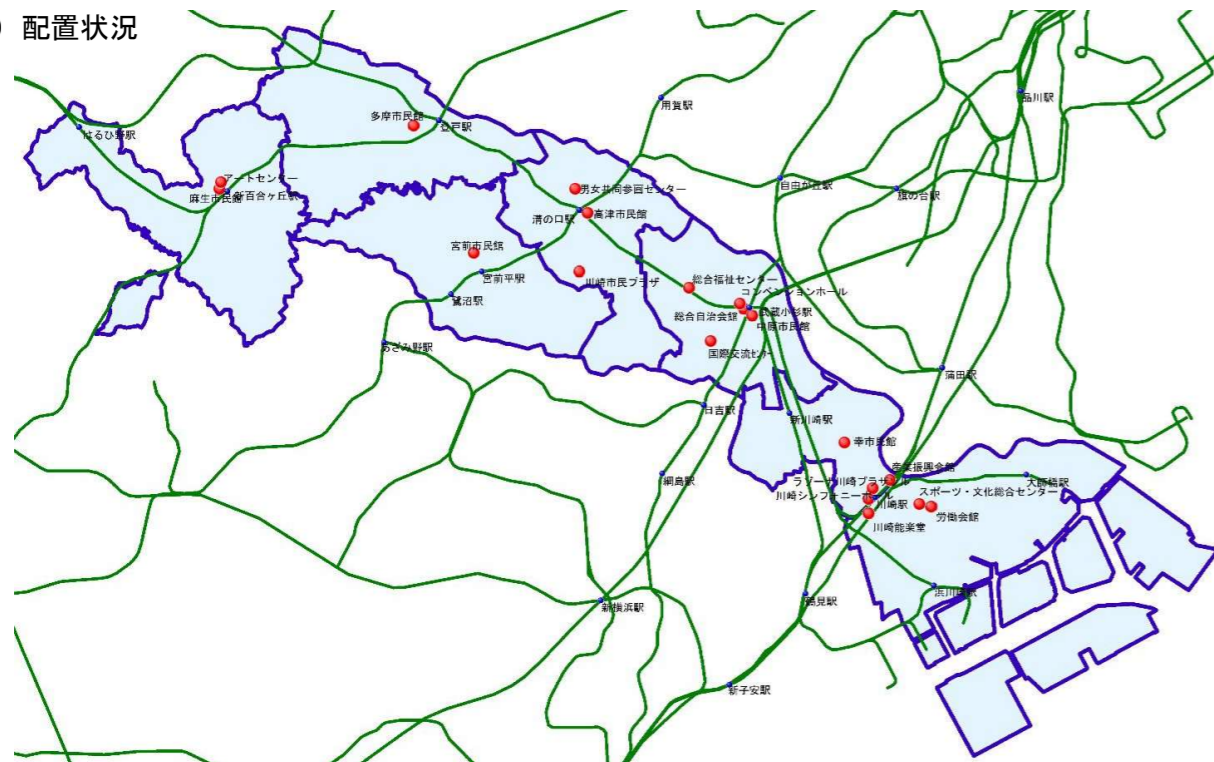 ) 配置状況
品川駅
用賀駅
多摩市民館
登戸駅
はるひ野駅
アートセンター
新百合ヶ丘駅
麻生市民館
男女共同参画センター
自由が丘駅
旗の台駅
溝の口駅
高津市民館
宮前市民館
宮前平駅
川崎市民プラザ
総合福祉センター
コンベンションホール
鷺沼駅
総合自治会館
武蔵小杉駅
中原市民館
あざみ野駅
国際交流センター
蒲田駅
日吉駅
新川崎駅
幸市民館
綱島駅
産業振興会館
大師橋駅
ラゾーナ川崎プラザソル
スポーツ・文化総合センター
川崎シンフォニーホール
川崎駅
労働会館
川崎能楽堂
浜川崎駅
新横浜駅
鶴見駅
新子安駅